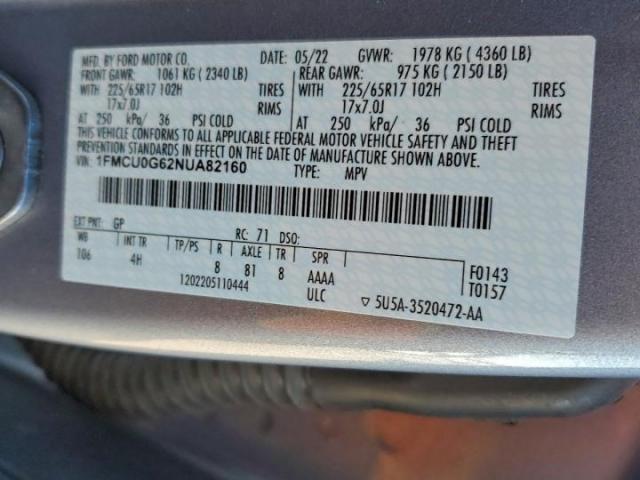 MFD. BY FORD MOTOR CO. 05/22 GVWR: 1978 KG (4360 LB)
FRONT GAWR: 1061 KG (2340 LB) REAR GAWR: 975 KG (2150 LB)
WITH 225/65R17 102H TIRES WITH 225/65R17 102H TIRES
17x7.0J RIMS 17x7.0J RIMS
AT 250 kPa/ 36 PSI COLD AT 250 kPa/ 36 PSI COLD
THIS VEHICLE CONFORMS TO ALL APPLICABLE FEDERAL MOTOR VEHICLE SAFETY AND THEFT
PREVENTION STANDARDS IN EFFECT ON THE DATE OF MANUFACTURE SHOWN ABOVE.
VIN: 1FMCU0G62NUA82160 TYPE: MPV
EXT PNT: GP RC: 71 DSO:
WB INT TR TP/PS R AXLE TR SPR
106 4H 8 81 8 AAAA F0143
1202205110444 ULC T0157
▽ 5U5A-3520472-AA